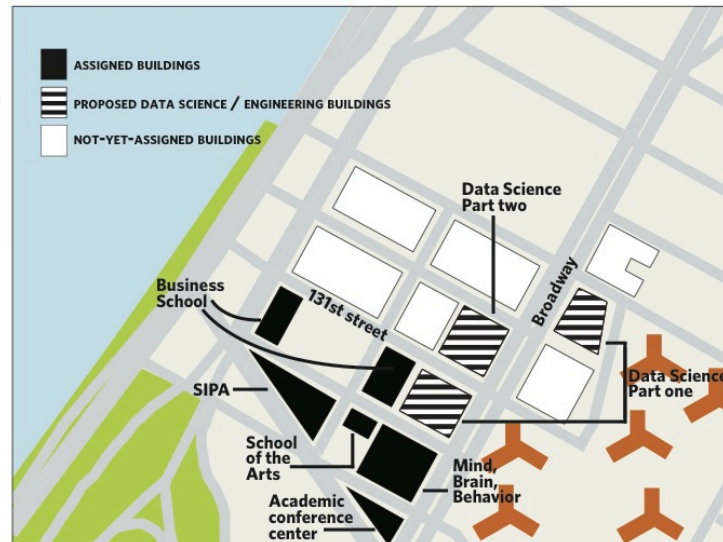 ASSIGNED BUILDINGS
PROPOSED DATA SCIENCE / ENGINEERING BUILDINGS
NOT-YET-ASSIGNED BUILDINGS
Data Science
Part two
Broadway
Business
School
131st street
SIPA
Data Science
Part one
School
of the
Arts
Mind,
Brain,
Behavior
Academic
conference
center